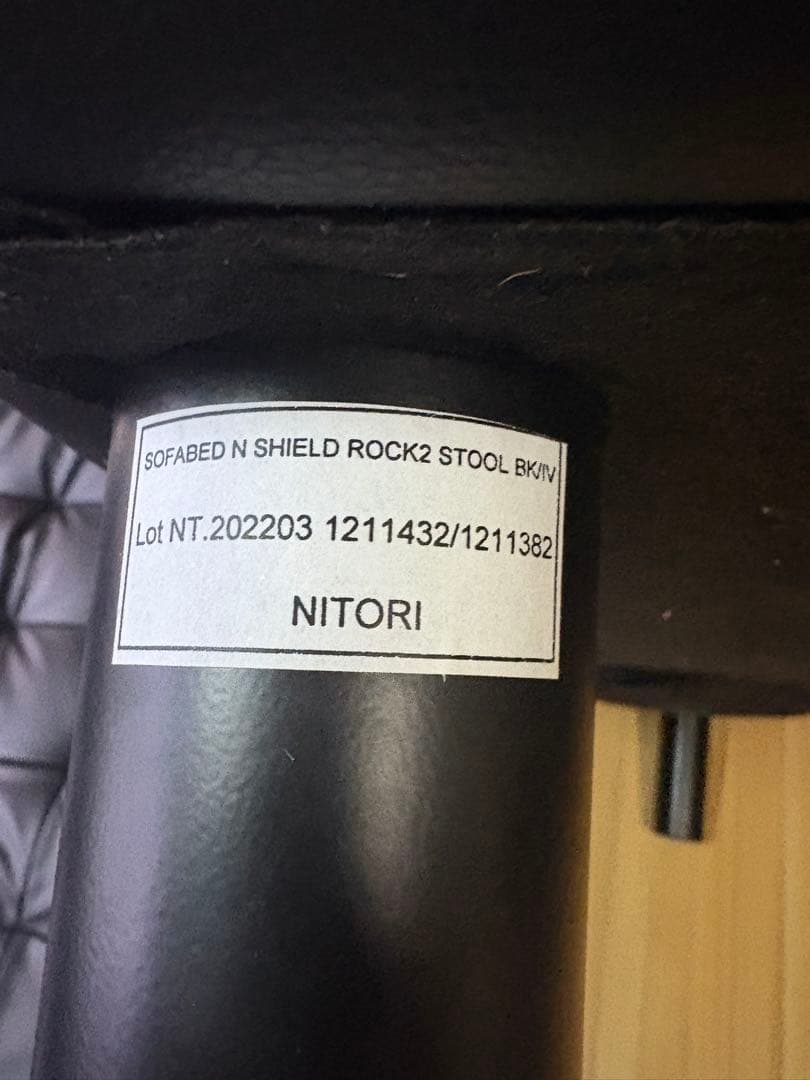 SOFABED N SHIELD ROCK2 STOOL BK/IV
Lot NT.202203 1211432/1211382
NITORI